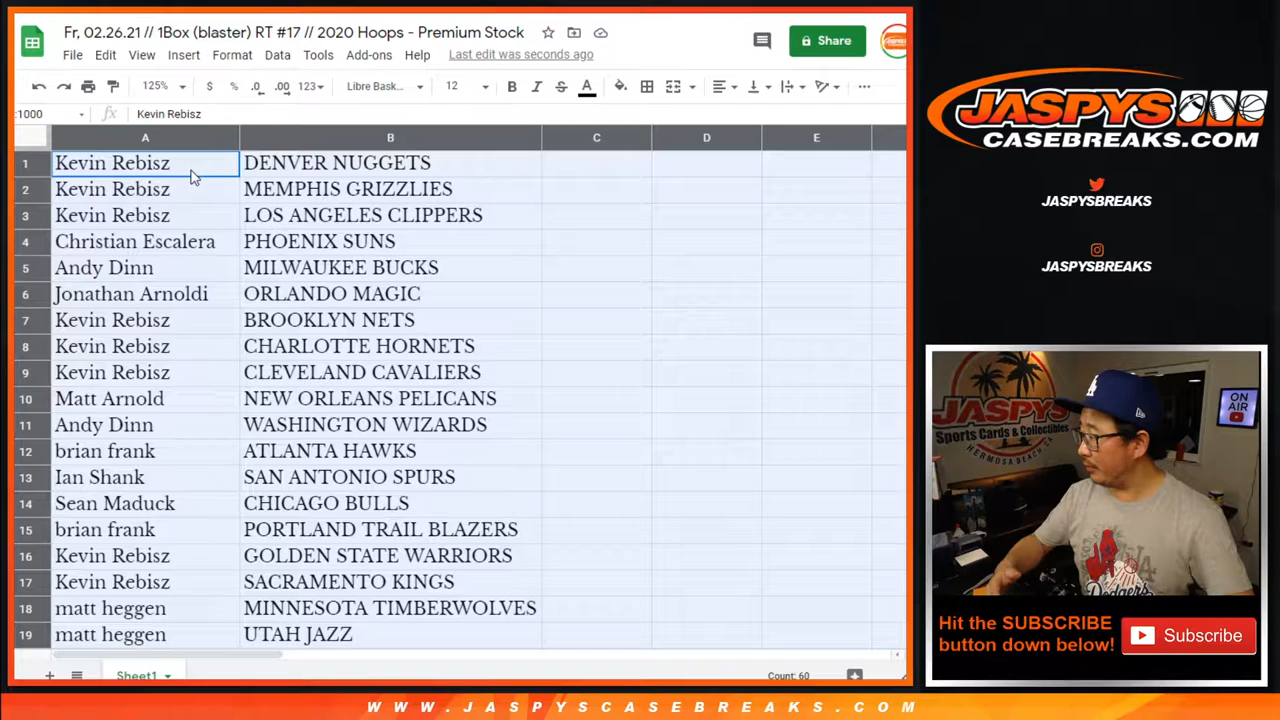 Fr, 02.26.21 // 1Box (blaster) RT #17 // 2020 Hoops - Premium Stock
File Edit View Insert Format Data Tools Add-ons Help Last edit was seconds ago
Share
125% $ % .0 .00 123 Libre Bask... 12 B I S A
:1000 fx Kevin Rebisz
A B C D E
1 Kevin Rebisz DENVER NUGGETS
2 Kevin Rebisz MEMPHIS GRIZZLIES
3 Kevin Rebisz LOS ANGELES CLIPPERS
4 Christian Escalera PHOENIX SUNS
5 Andy Dinn MILWAUKEE BUCKS
6 Jonathan Arnoldi ORLANDO MAGIC
7 Kevin Rebisz BROOKLYN NETS
8 Kevin Rebisz CHARLOTTE HORNETS
9 Kevin Rebisz CLEVELAND CAVALIERS
10 Matt Arnold NEW ORLEANS PELICANS
11 Andy Dinn WASHINGTON WIZARDS
12 brian frank ATLANTA HAWKS
13 Ian Shank SAN ANTONIO SPURS
14 Sean Maduck CHICAGO BULLS
15 brian frank PORTLAND TRAIL BLAZERS
16 Kevin Rebisz GOLDEN STATE WARRIORS
17 Kevin Rebisz SACRAMENTO KINGS
18 matt heggen MINNESOTA TIMBERWOLVES
19 matt heggen UTAH JAZZ
Sheet1 Count: 60
JASPYS
CASEBREAKS.COM
JASPYSBREAKS
JASPYSBREAKS
JASPYS
Sports Cards & Collectibles
HERMOSA BEACH CA
ON
AIR
LA
Dodgers
Hit the SUBSCRIBE
button down below!
Subscribe
WWW.JASPYSCASEBREAKS.COM